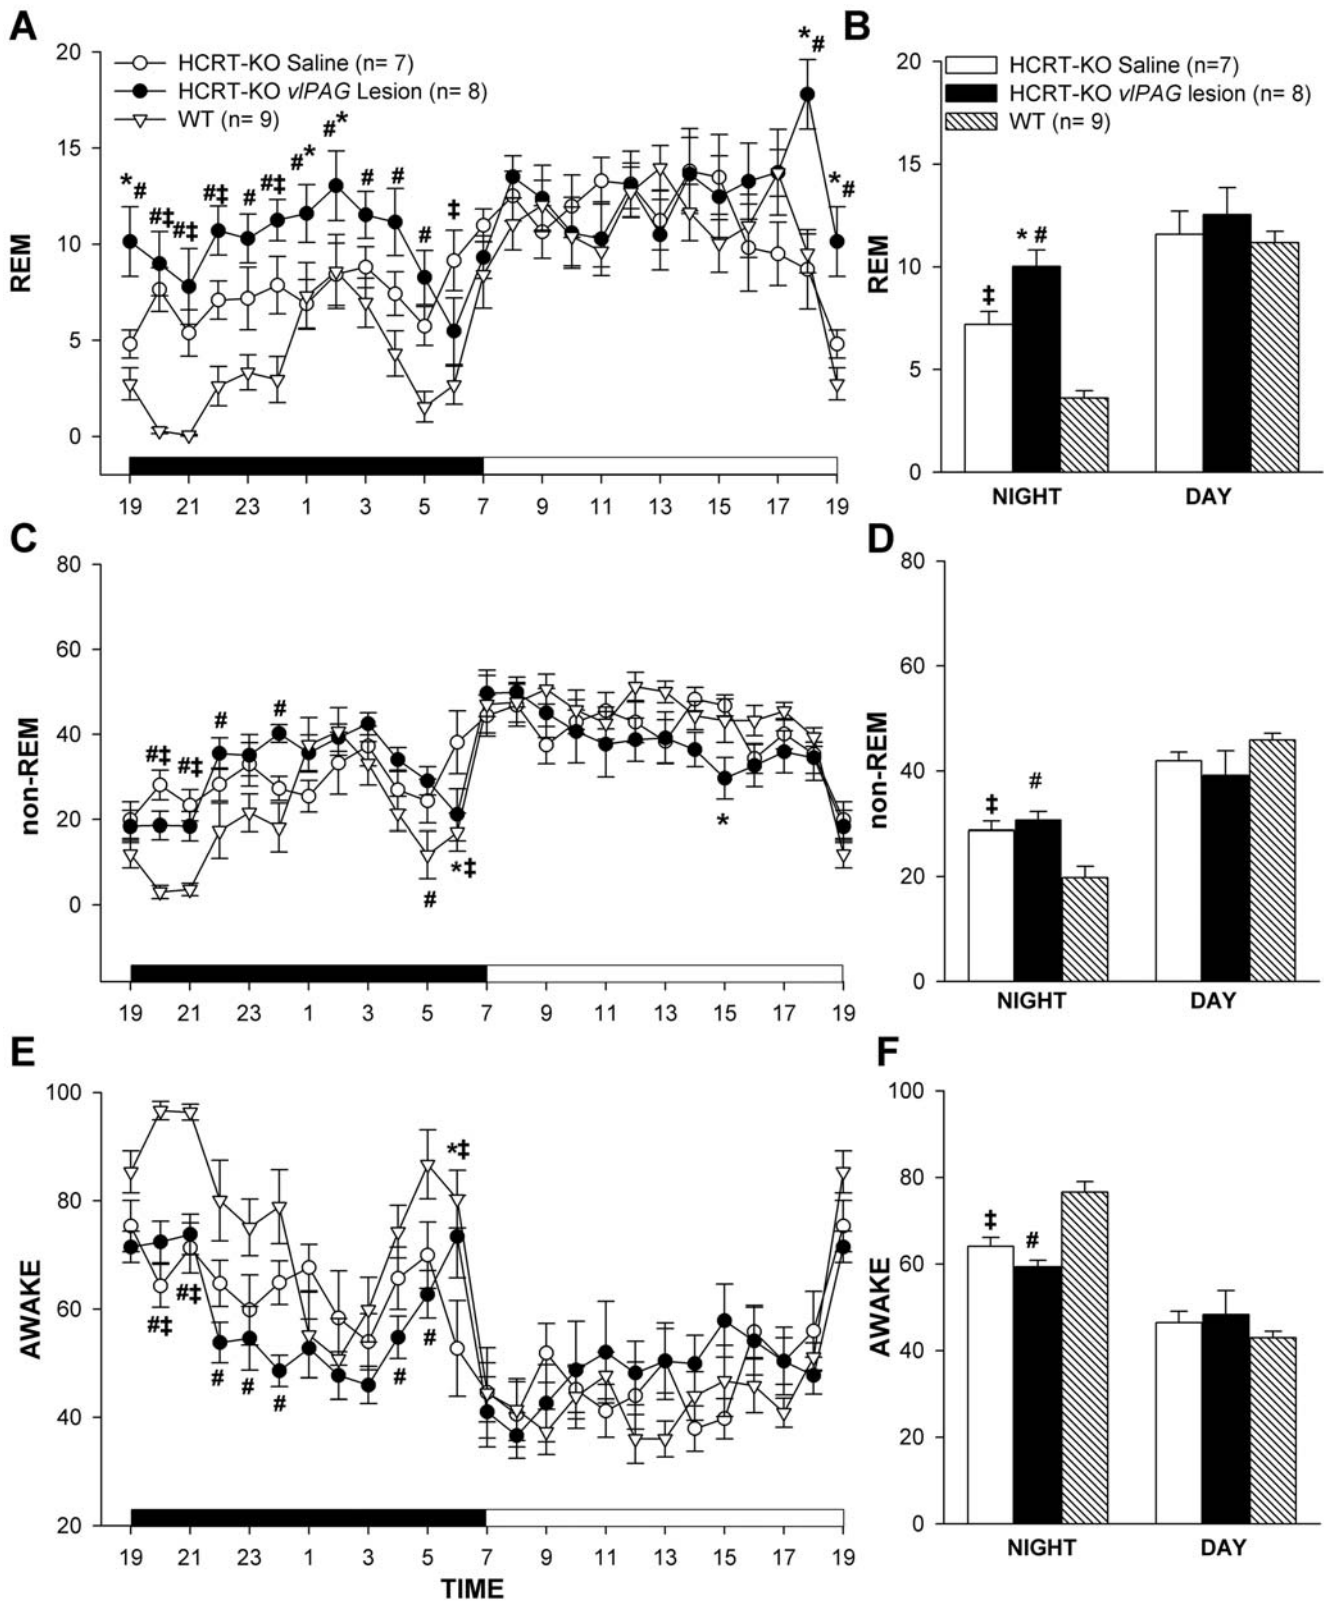 A
20
15
10
5
0
REM
HCRT-KO Saline (n= 7)
HCRT-KO vlPAG Lesion (n= 8)
WT (n= 9)
*#
#‡
#‡
#‡
#
#‡
#*
#*
#
#
#
‡
*#
*#
19 21 23 1 3 5 7 9 11 13 15 17 19
B
20
15
10
5
0
REM
HCRT-KO Saline (n=7)
HCRT-KO vlPAG lesion (n= 8)
WT (n= 9)
‡
*#
NIGHT DAY
C
80
60
40
20
0
non-REM
#‡
#‡
#
#
#
*‡
*
19 21 23 1 3 5 7 9 11 13 15 17 19
D
80
60
40
20
0
non-REM
‡
#
NIGHT DAY
E
100
80
60
40
20
AWAKE
#‡
#‡
#
#
#
#
#
*‡
19 21 23 1 3 5 7 9 11 13 15 17 19
TIME
F
100
80
60
40
20
0
AWAKE
‡
#
NIGHT DAY